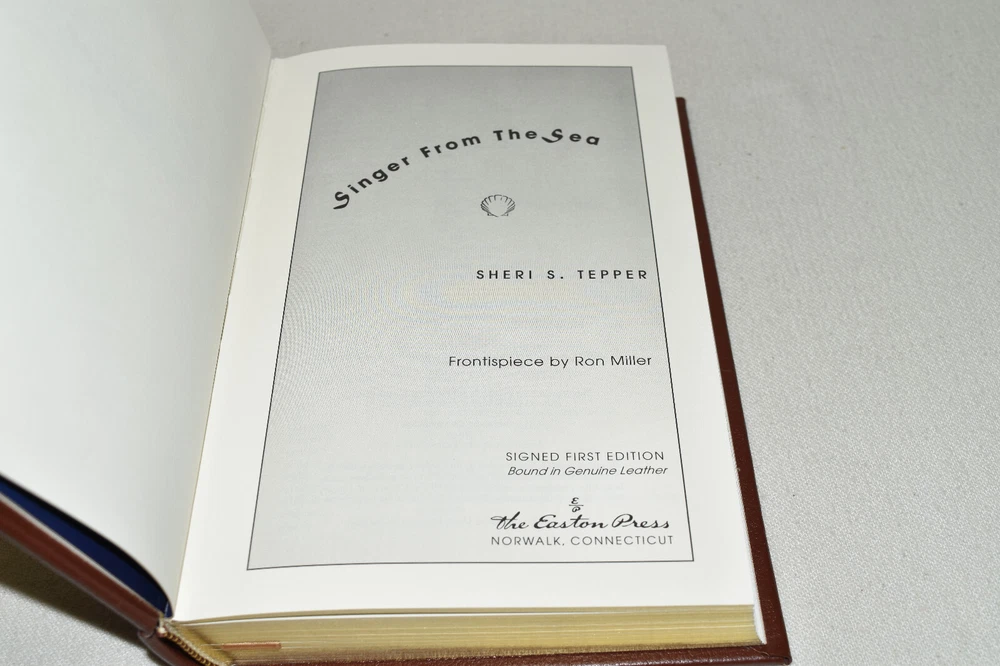 Singer From The Sea
SHERI S. TEPPER
Frontispiece by Ron Miller
SIGNED FIRST EDITION
Bound in Genuine Leather
E
P
The Easton Press
NORWALK, CONNECTICUT